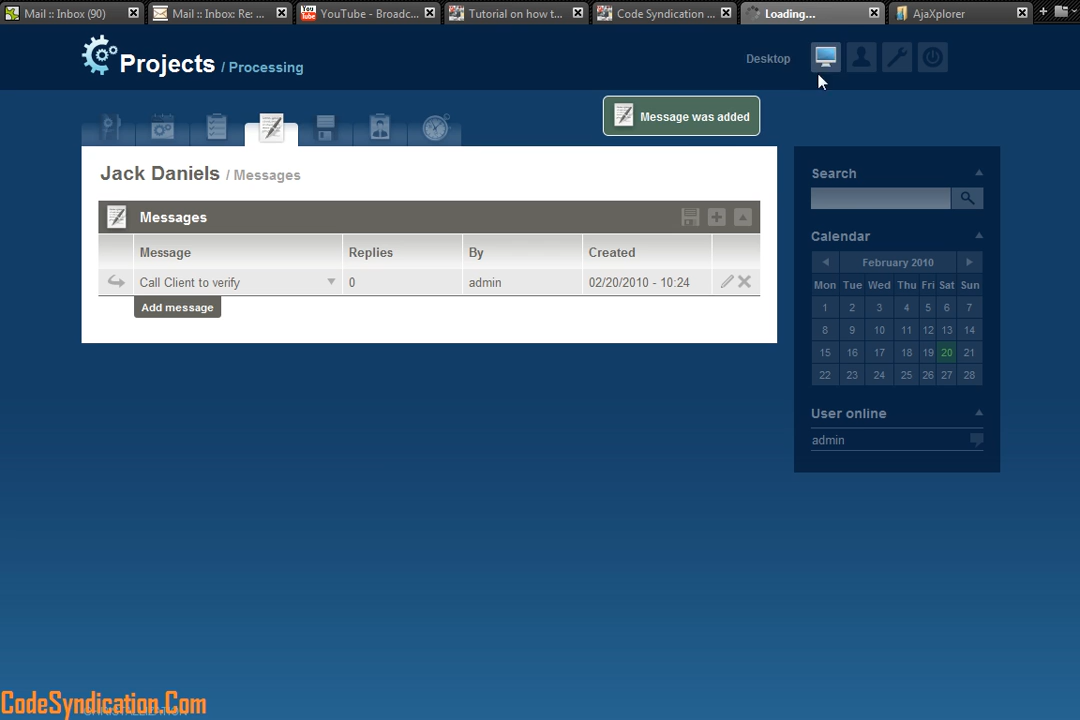 Mail :: Inbox (90)
Mail :: Inbox: Re: ...
You Tube
YouTube - Broadc...
Tutorial on how t...
Code Syndication ...
Loading...
AjaXplorer
Projects / Processing
Desktop
Message was added
Jack Daniels / Messages
Messages
Message Replies By Created
Call Client to verify 0 admin 02/20/2010 - 10:24
Add message
Search
Calendar
February 2010
Mon Tue Wed Thu Fri Sat Sun
1 2 3 4 5 6 7
8 9 10 11 12 13 14
15 16 17 18 19 20 21
22 23 24 25 26 27 28
User online
admin
CodeSyndication.Com